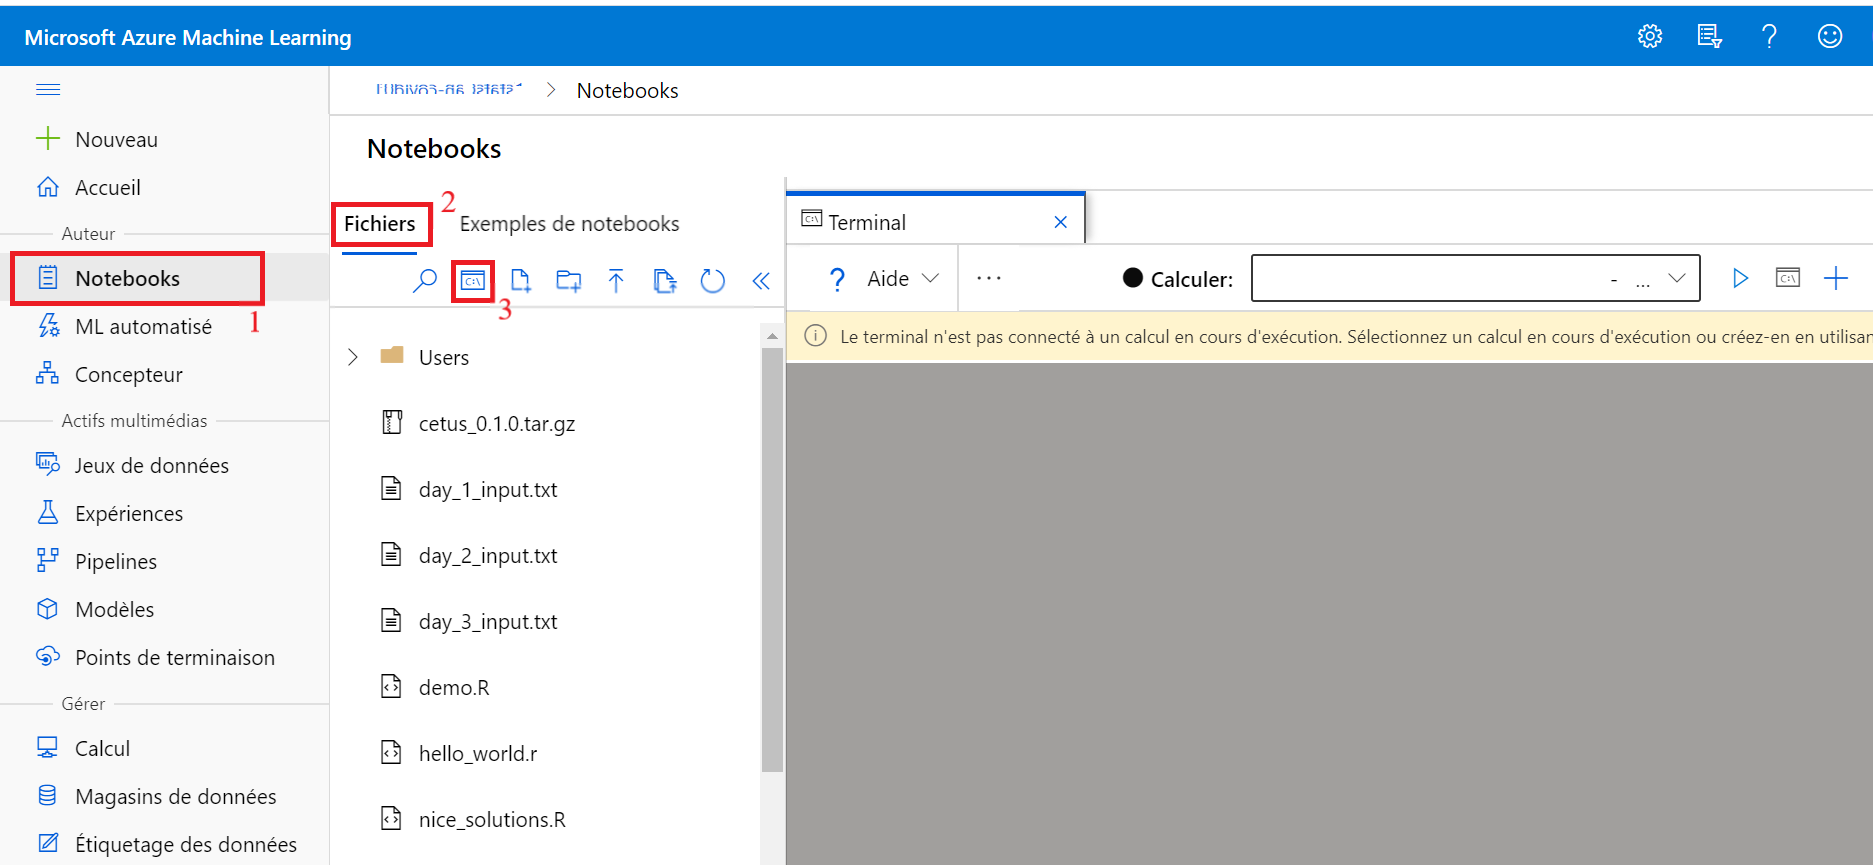 Microsoft Azure Machine Learning
Notebooks
Nouveau
Accueil
Auteur
Notebooks
1
ML automatisé
Concepteur
Actifs multimédias
Jeux de données
Expériences
Pipelines
Modèles
Points de terminaison
Gérer
Calcul
Magasins de données
Étiquetage des données
Notebooks
Fichiers
2
Exemples de notebooks
3
Users
cetus_0.1.0.tar.gz
day_1_input.txt
day_2_input.txt
day_3_input.txt
demo.R
hello_world.r
nice_solutions.R
Terminal
? Aide ...
Calculer: - ...
Le terminal n'est pas connecté à un calcul en cours d'exécution. Sélectionnez un calcul en cours d'exécution ou créez-en en utilisan